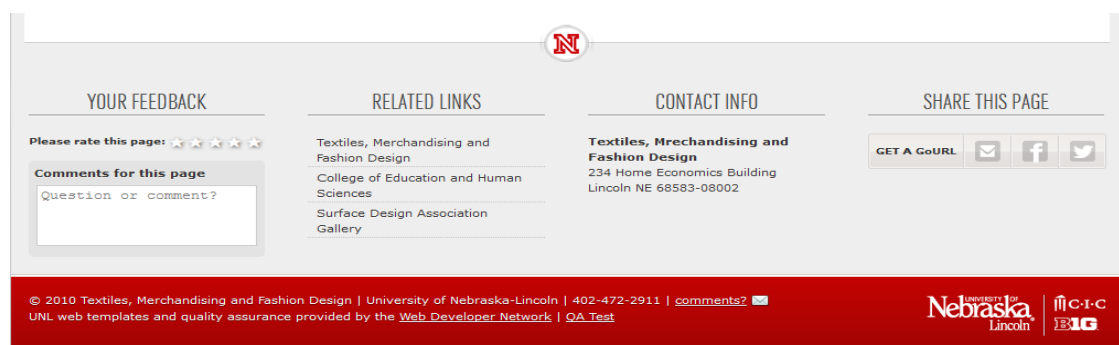 N
YOUR FEEDBACK
Please rate this page:
Comments for this page
Question or comment?
RELATED LINKS
Textiles, Merchandising and
Fashion Design
College of Education and Human
Sciences
Surface Design Association
Gallery
CONTACT INFO
Textiles, Mrechandising and
Fashion Design
234 Home Economics Building
Lincoln NE 68583-08002
SHARE THIS PAGE
GET A GoURL
© 2010 Textiles, Merchandising and Fashion Design | University of Nebraska-Lincoln | 402-472-2911 | comments?
UNL web templates and quality assurance provided by the Web Developer Network | QA Test
UNIVERSITY OF
Nebraska
Lincoln
C·I·C
B1G